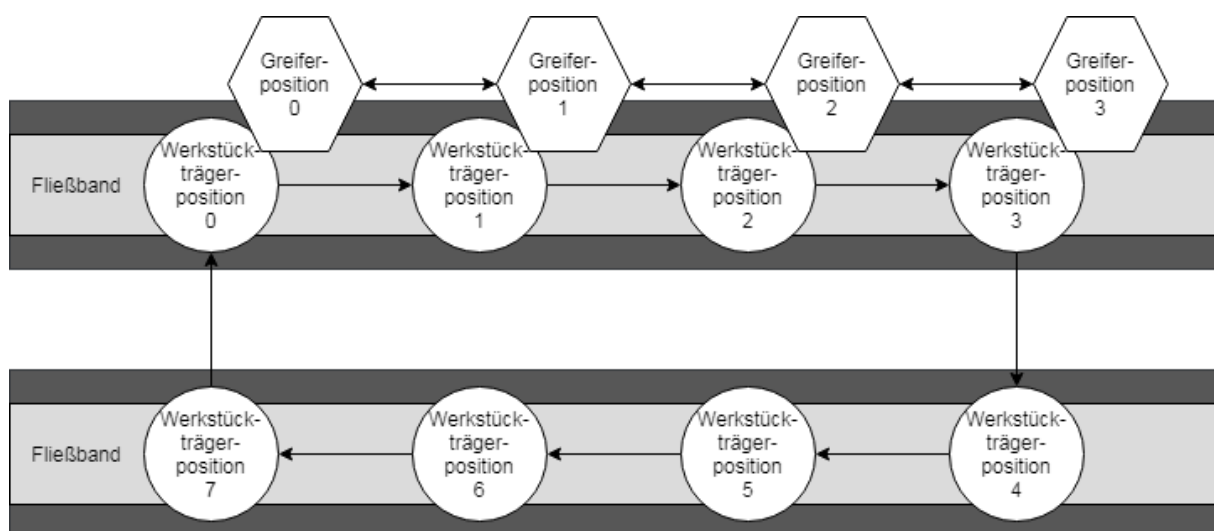 Greifer-
position
0
Greifer-
position
1
Greifer-
position
2
Greifer-
position
3
Fließband
Werkstück-
träger-
position
0
Werkstück-
träger-
position
1
Werkstück-
träger-
position
2
Werkstück-
träger-
position
3
Fließband
Werkstück-
träger-
position
7
Werkstück-
träger-
position
6
Werkstück-
träger-
position
5
Werkstück-
träger-
position
4